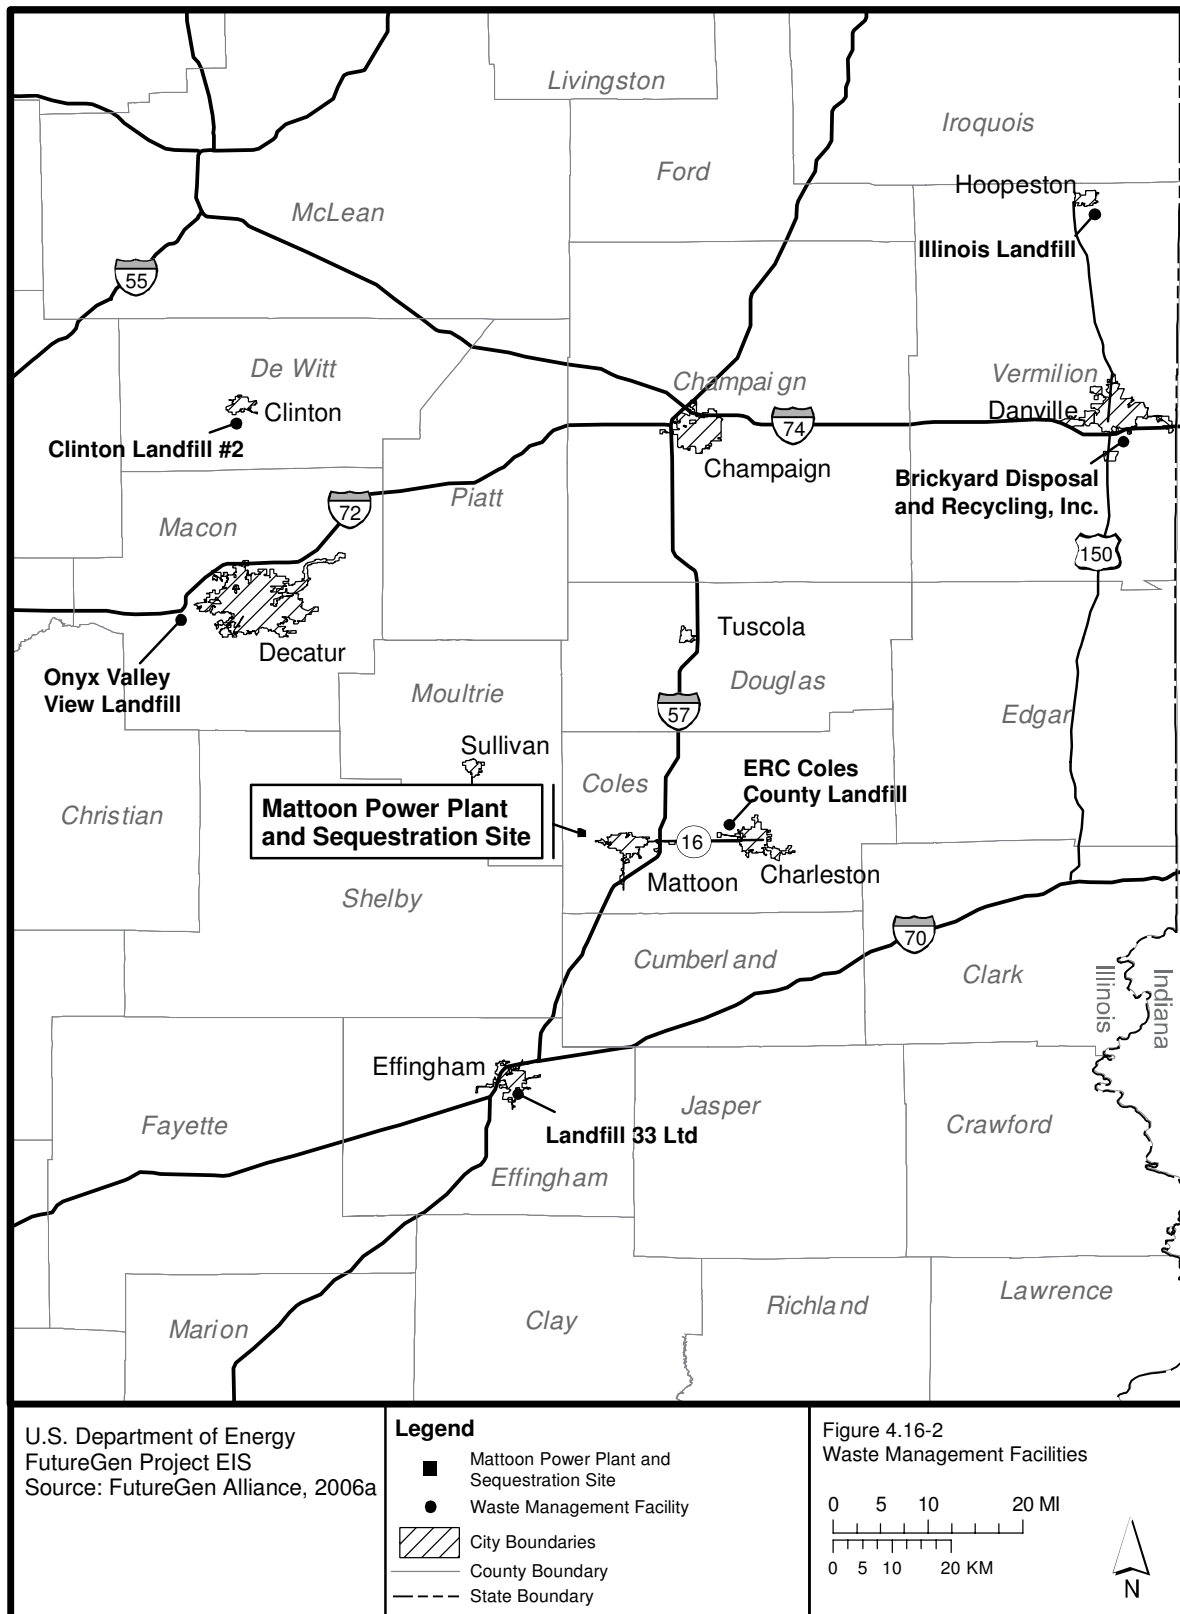 Livingston
Iroquois
Ford
Hoopeston
McLean
Illinois Landfill
55
De Witt
Champaign
Vermilion
Clinton
Danville
74
Clinton Landfill #2
Champaign
Brickyard Disposal
and Recycling, Inc.
Piatt
72
Macon
150
Tuscola
Decatur
Onyx Valley
View Landfill
Moultrie
Douglas
57
Edgar
Sullivan
ERC Coles
County Landfill
Coles
Christian
Mattoon Power Plant
and Sequestration Site
16
Mattoon
Charleston
Shelby
70
Cumberland
Clark
Illinois
Indiana
Effingham
Jasper
Fayette
Crawford
Landfill 33 Ltd
Effingham
Lawrence
Richland
Clay
Marion
U.S. Department of Energy
FutureGen Project EIS
Source: FutureGen Alliance, 2006a
Legend
Mattoon Power Plant and
Sequestration Site
Waste Management Facility
City Boundaries
County Boundary
State Boundary
Figure 4.16-2
Waste Management Facilities
0 5 10 20 MI
0 5 10 20 KM
N